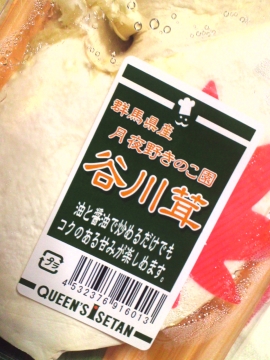 群馬県産
月夜野きのこ園
谷川茸
油と醤油で炒めるだけでも
コクのある甘みが楽しめます。
プラ
4532376916013
QUEEN'S ISETAN